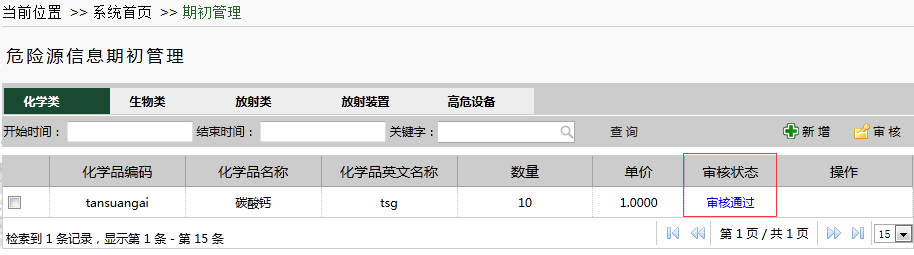 当前位置 >> 系统首页 >> 期初管理
危险源信息期初管理
化学类 生物类 放射类 放射装置 高危设备
开始时间： 结束时间： 关键字： 查询 新增 审核
化学品编码 化学品名称 化学品英文名称 数量 单价 审核状态 操作
tansuangai 碳酸钙 tsg 10 1.0000 审核通过
检索到 1 条记录，显示第 1 条 - 第 15 条 第 1 页 / 共 1 页 15